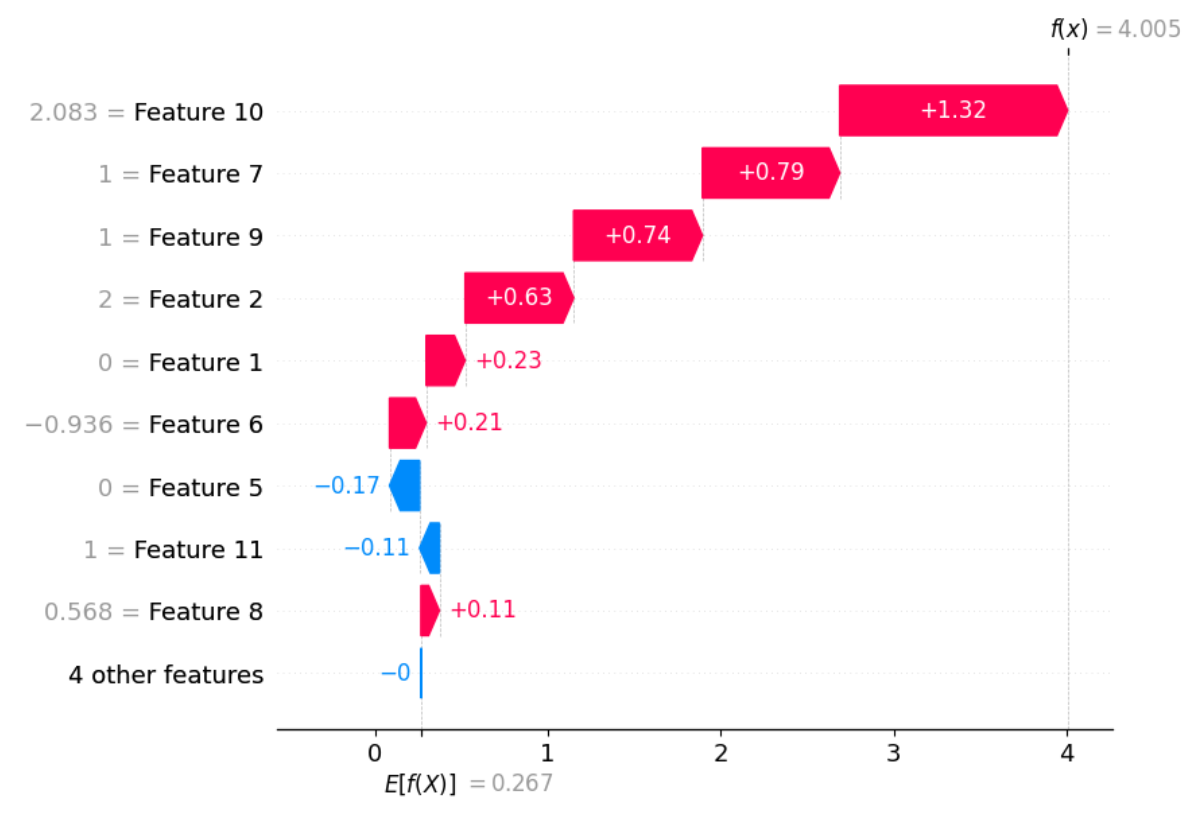 f(x) = 4.005
2.083 = Feature 10 +1.32
1 = Feature 7 +0.79
1 = Feature 9 +0.74
2 = Feature 2 +0.63
0 = Feature 1 +0.23
−0.936 = Feature 6 +0.21
0 = Feature 5 −0.17
1 = Feature 11 −0.11
0.568 = Feature 8 +0.11
4 other features −0
0 1 2 3 4
E[f(X)] = 0.267